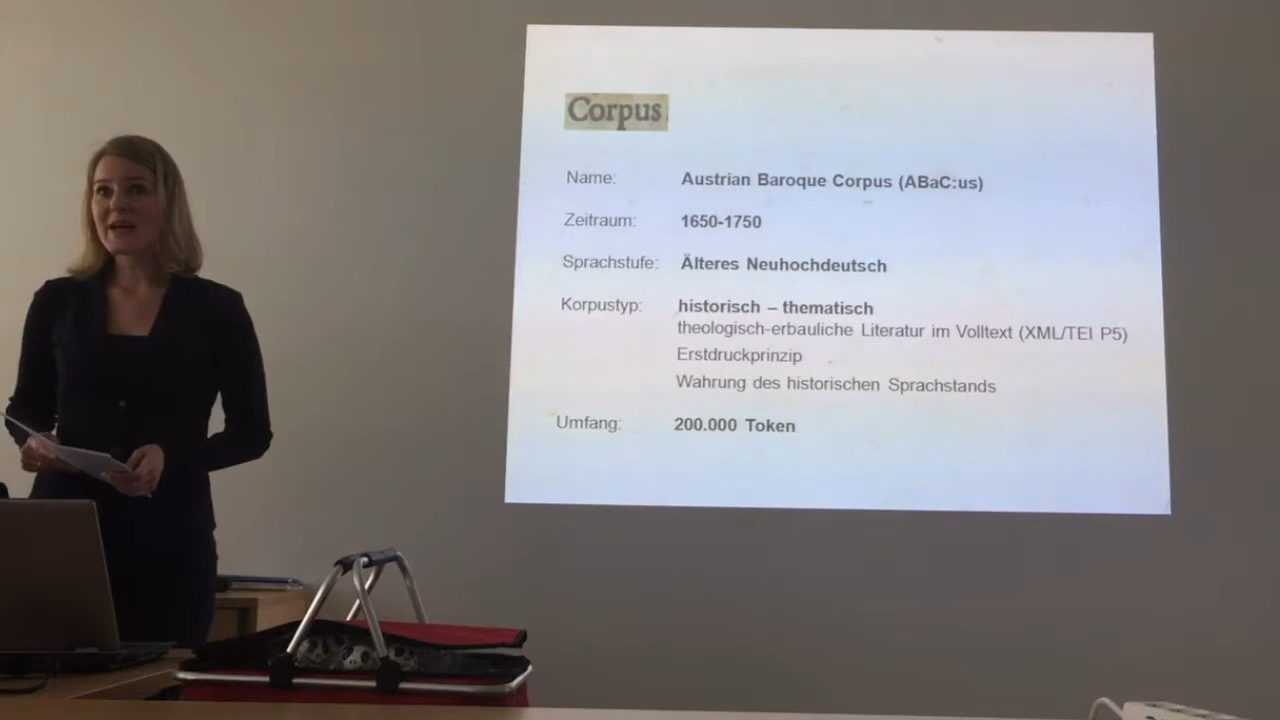 Corpus
Name: Austrian Baroque Corpus (ABaC:us)
Zeitraum: 1650-1750
Sprachstufe: Älteres Neuhochdeutsch
Korpustyp: historisch – thematisch
theologisch-erbauliche Literatur im Volltext (XML/TEI P5)
Erstdruckprinzip
Wahrung des historischen Sprachstands
Umfang: 200.000 Token